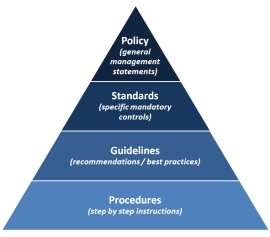 Policy
(general
management
statements)
Standards
(specific mandatory
controls)
Guidelines
(recommendations / best practices)
Procedures
(step by step instructions)